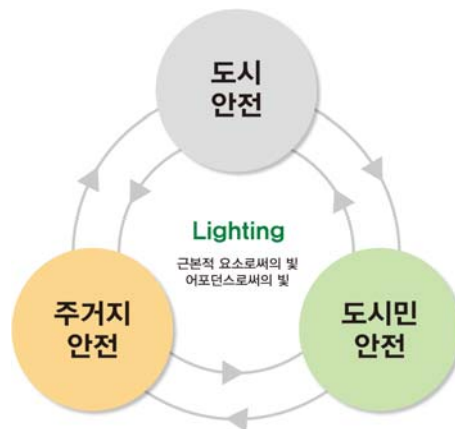 도시
안전
Lighting
근본적 요소로써의 빛
어포던스로써의 빛
주거지
안전
도시민
안전